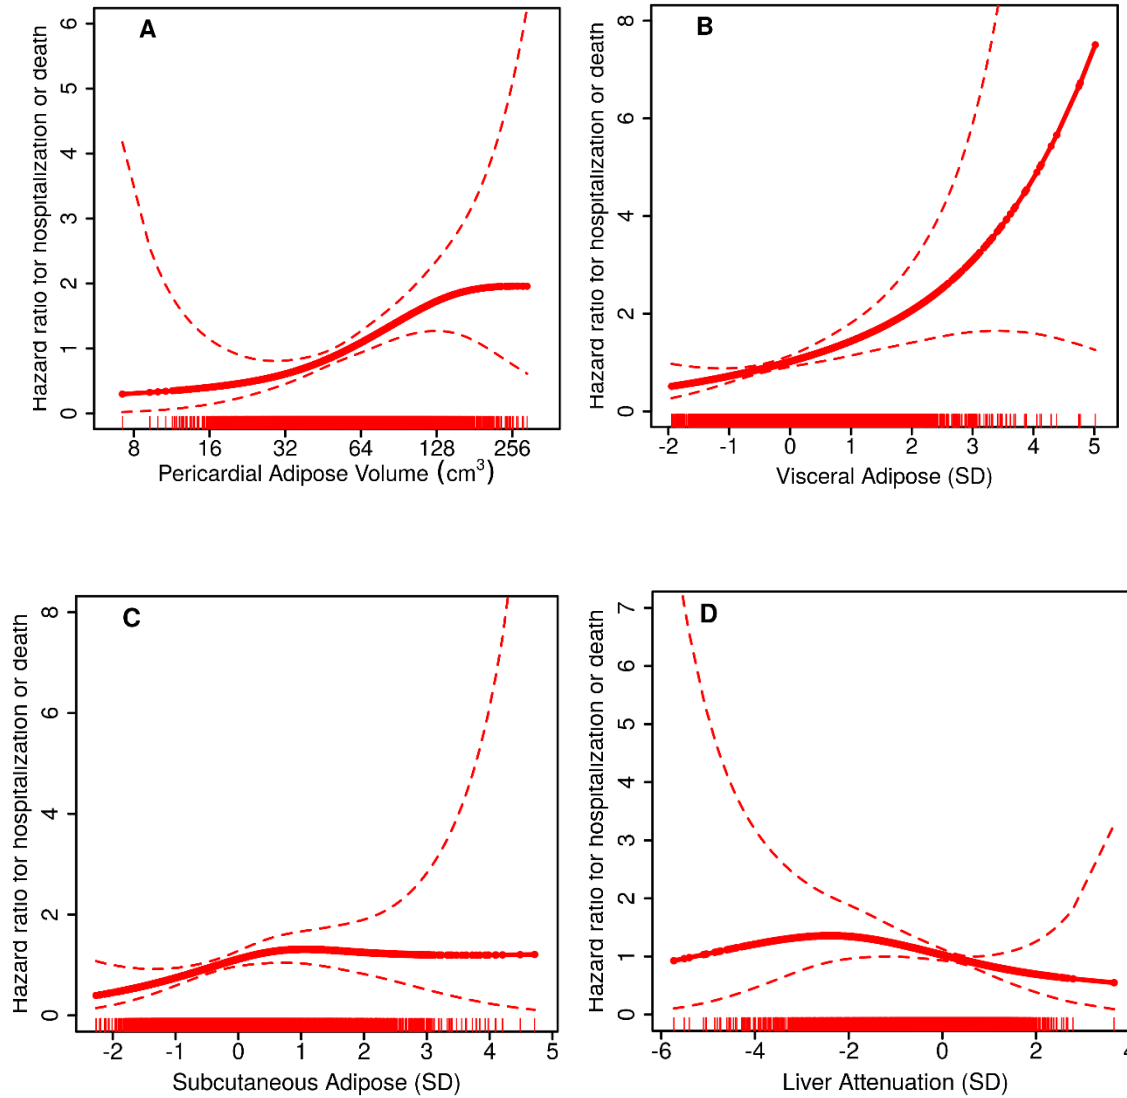 A
Hazard ratio for hospitalization or death
6
5
4
3
2
1
0
8 16 32 64 128 256
Pericardial Adipose Volume (cm³)
B
Hazard ratio for hospitalization or death
8
6
4
2
0
-2 -1 0 1 2 3 4 5
Visceral Adipose (SD)
C
Hazard ratio for hospitalization or death
8
6
4
2
0
-2 -1 0 1 2 3 4 5
Subcutaneous Adipose (SD)
D
Hazard ratio for hospitalization or death
7
6
5
4
3
2
1
0
-6 -4 -2 0 2 4
Liver Attenuation (SD)